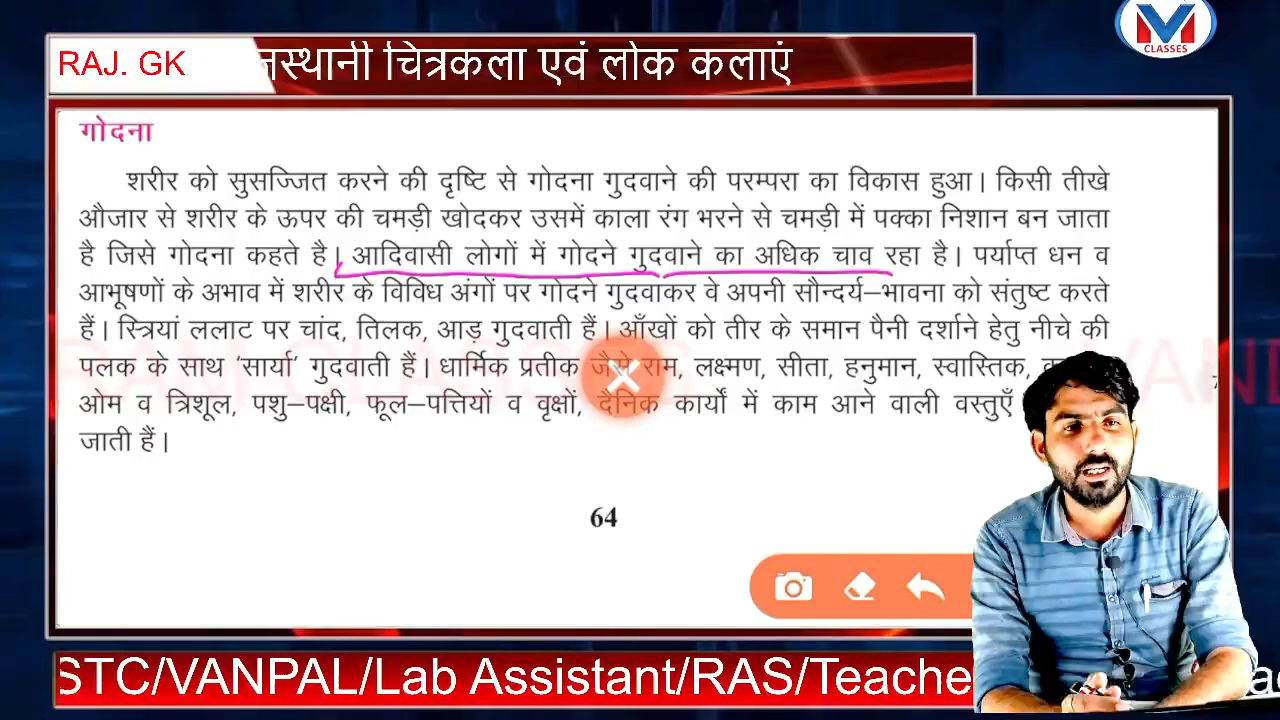 M
CLASSES
RAJ. GK
जस्थानी चित्रकला एवं लोक कलाएं
गोदना
शरीर को सुसज्जित करने की दृष्टि से गोदना गुदवाने की परम्परा का विकास हुआ। किसी तीखे
औजार से शरीर के ऊपर की चमड़ी खोदकर उसमें काला रंग भरने से चमड़ी में पक्का निशान बन जाता
है जिसे गोदना कहते है। आदिवासी लोगों में गोदने गुदवाने का अधिक चाव रहा है। पर्याप्त धन व
आभूषणों के अभाव में शरीर के विविध अंगों पर गोदने गुदवाकर वे अपनी सौन्दर्य–भावना को संतुष्ट करते
हैं। स्त्रियां ललाट पर चांद, तिलक, आड़ गुदवाती हैं। आँखों को तीर के समान पैनी दर्शाने हेतु नीचे की
पलक के साथ ‘सार्या’ गुदवाती हैं। धार्मिक प्रतीक जैसे राम, लक्ष्मण, सीता, हनुमान, स्वास्तिक,
ओम व त्रिशूल, पशु–पक्षी, फूल–पत्तियों व वृक्षों, दैनिक कार्यों में काम आने वाली वस्तुएँ
जाती हैं।
64
STC/VANPAL/Lab Assistant/RAS/Teache